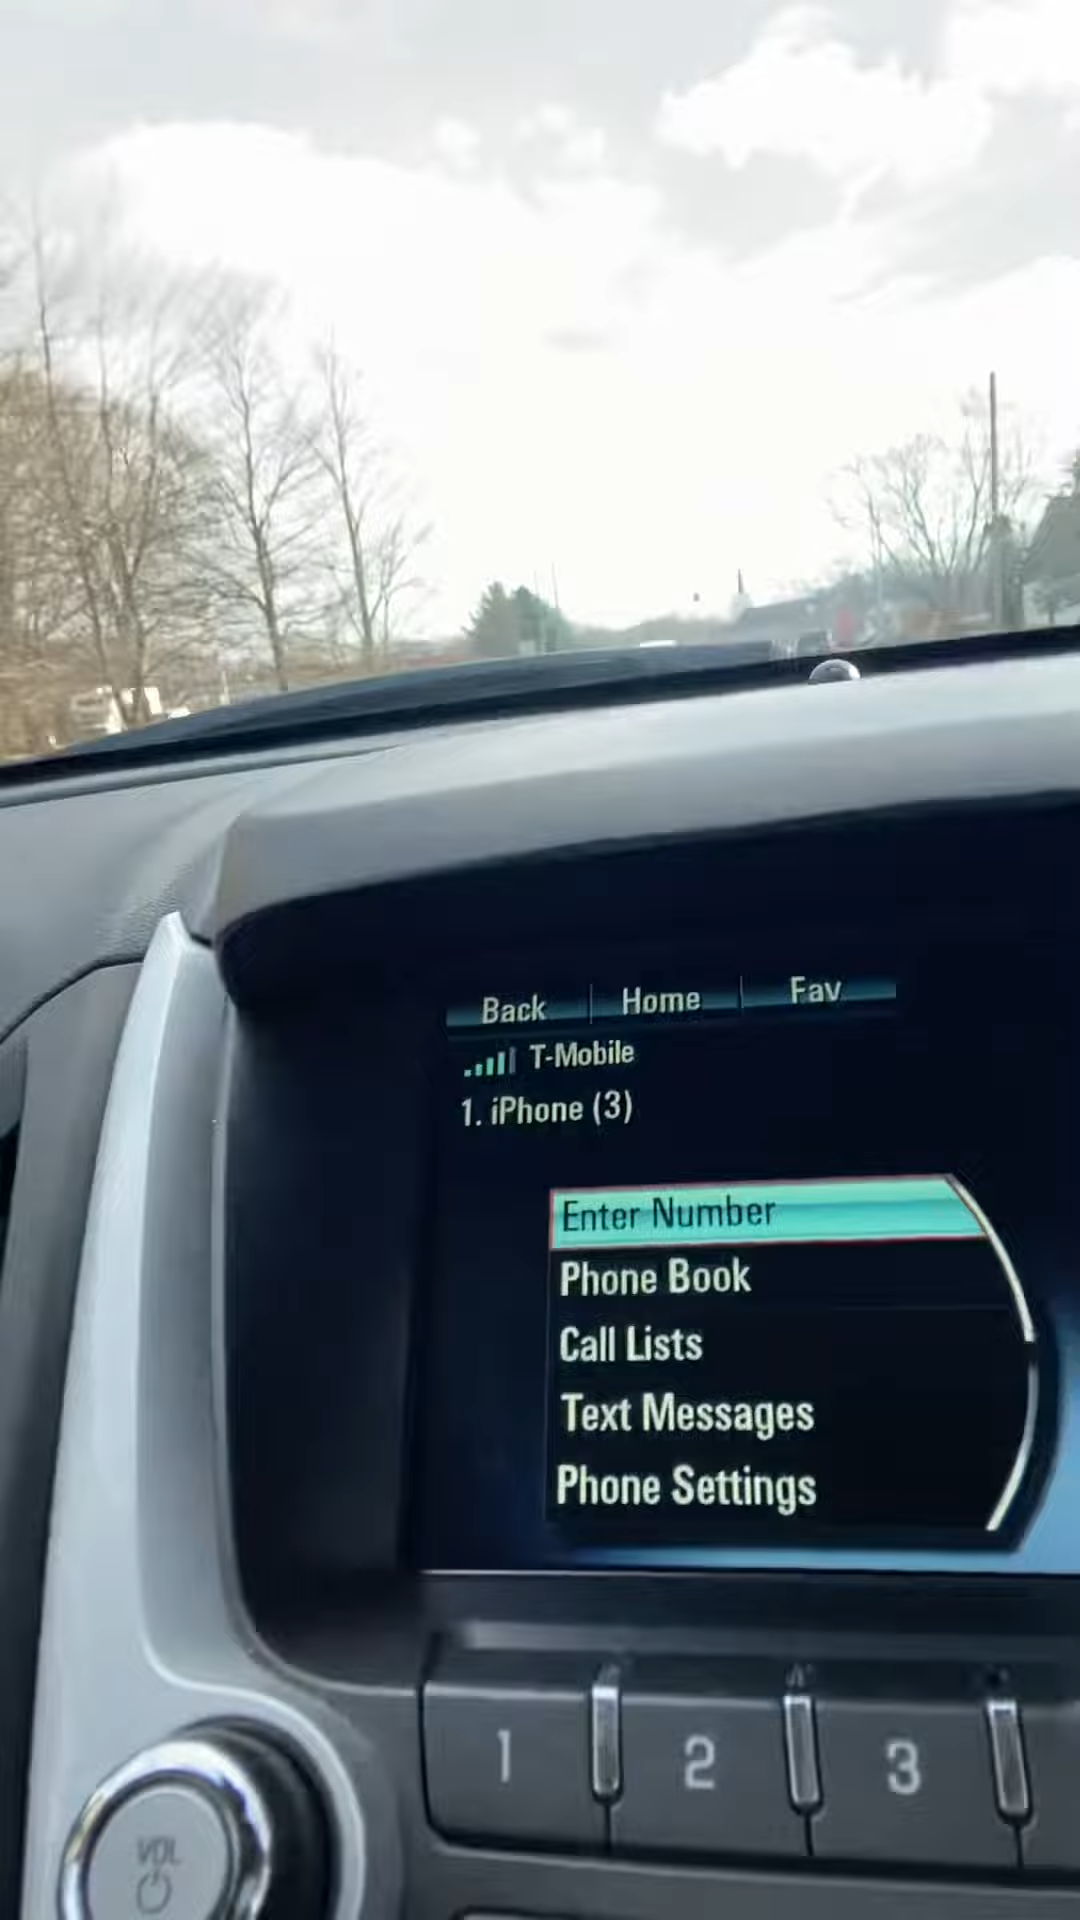 Back Home Fav
T-Mobile
1. iPhone (3)
Enter Number
Phone Book
Call Lists
Text Messages
Phone Settings
1 2 3
VOL